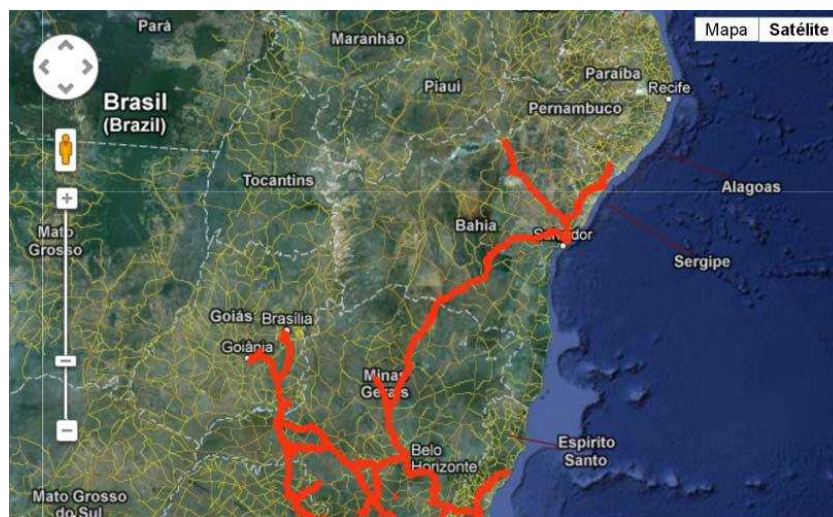 Pará
Maranhão
Mapa
Satélite
Paraíba
Piauí
Recife
Brasil
(Brazil)
Pernambuco
Tocantins
Alagoas
Mato
Grosso
Bahia
Salvador
Sergipe
Goiás
Brasília
Goiânia
Minas
Gerais
Belo
Horizonte
Espírito
Santo
Mato Grosso
do Sul